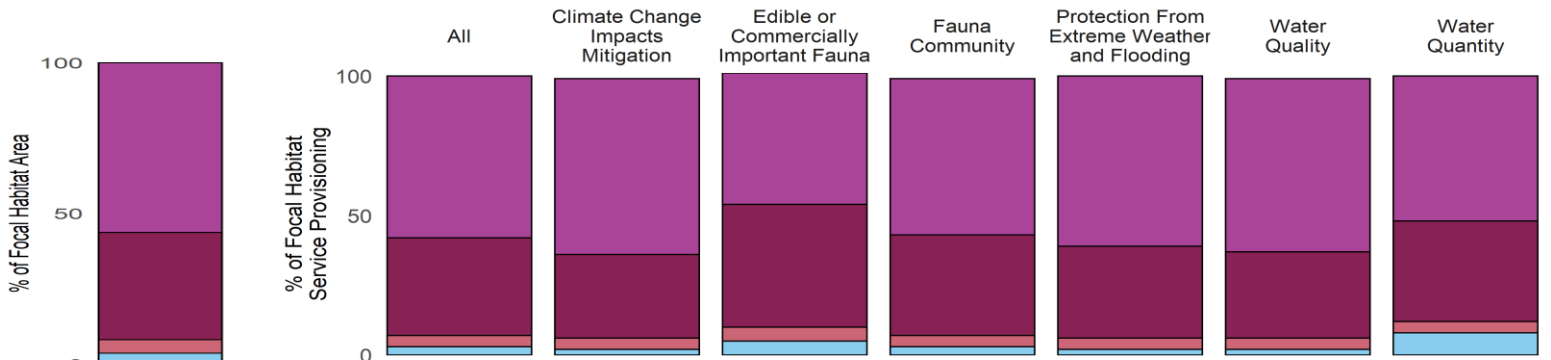 % of Focal Habitat Area
100
50
% of Focal Habitat
Service Provisioning
100
50
0
All
Climate Change
Impacts
Mitigation
Edible or
Commercially
Important Fauna
Fauna
Community
Protection From
Extreme Weather
and Flooding
Water
Quality
Water
Quantity